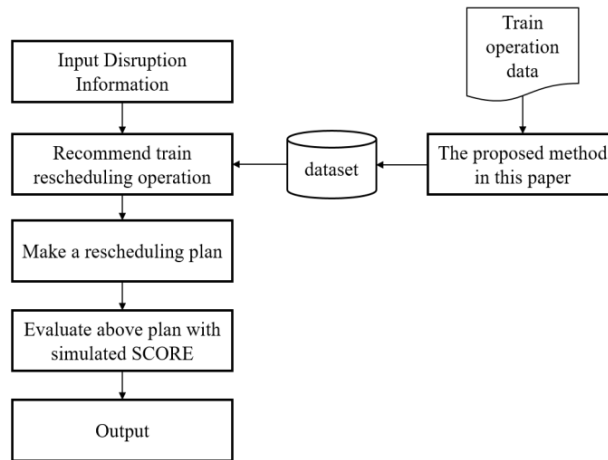 Input Disruption
Information
Train
operation
data
Recommend train
rescheduling operation
dataset
The proposed method
in this paper
Make a rescheduling plan
Evaluate above plan with
simulated SCORE
Output